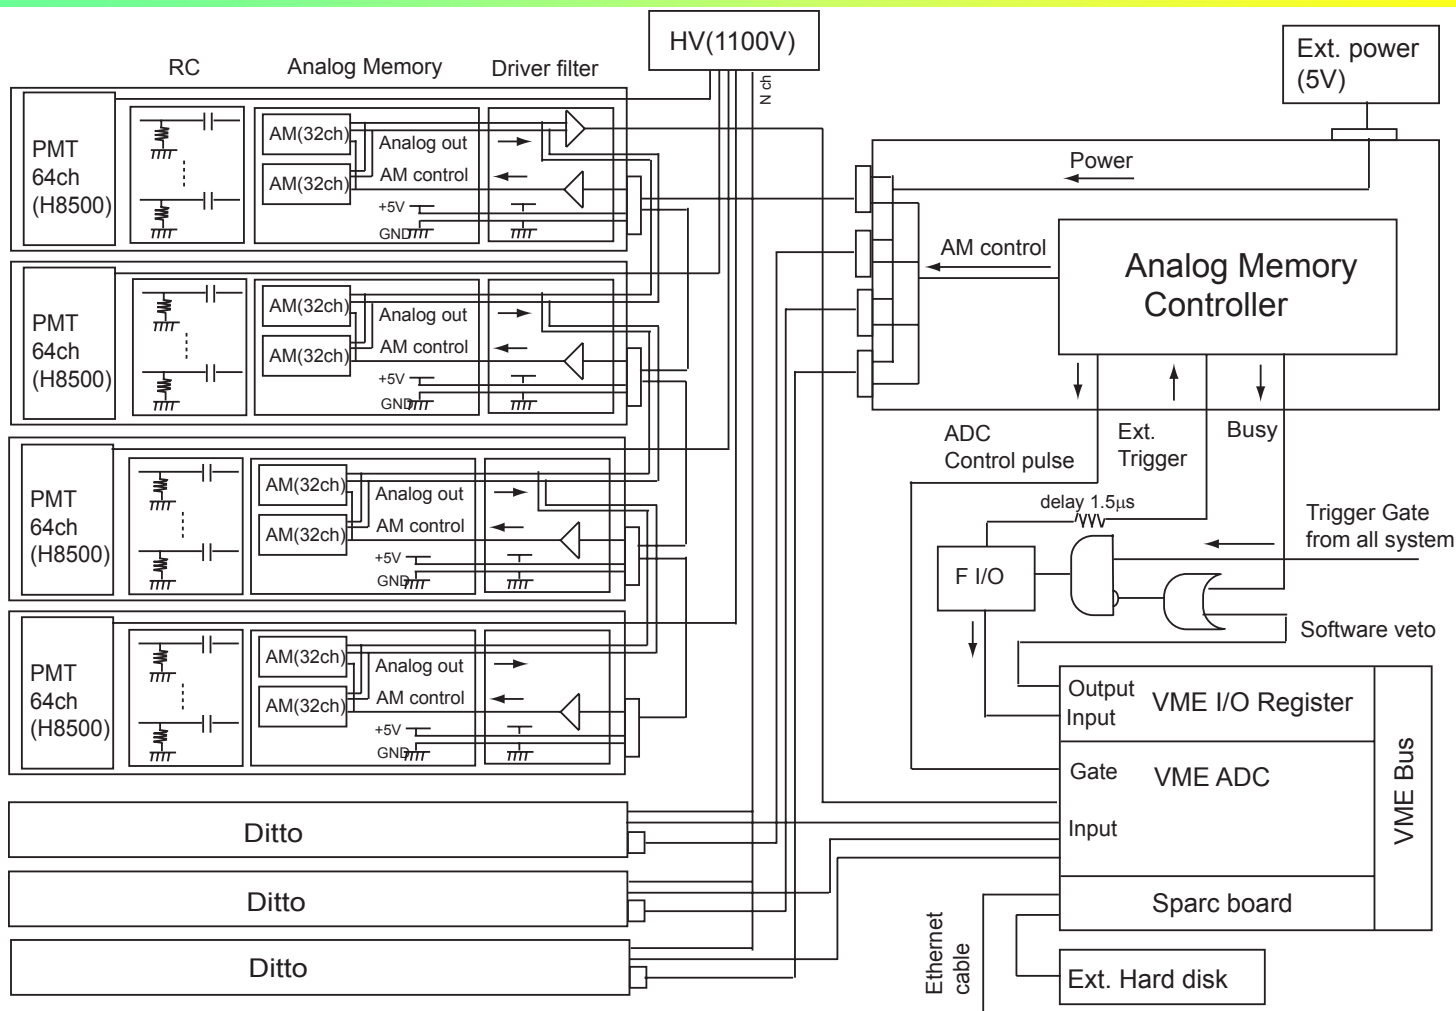 HV(1100V)
N ch
Ext. power
(5V)
RC
Analog Memory
Driver filter
PMT
64ch
(H8500)
AM(32ch)
AM(32ch)
Analog out
AM control
+5V
GND
PMT
64ch
(H8500)
AM(32ch)
AM(32ch)
Analog out
AM control
+5V
GND
PMT
64ch
(H8500)
AM(32ch)
AM(32ch)
Analog out
AM control
+5V
GND
PMT
64ch
(H8500)
AM(32ch)
AM(32ch)
Analog out
AM control
+5V
GND
Ditto
Ditto
Ditto
Power
AM control
Analog Memory
Controller
ADC
Control pulse
Ext.
Trigger
Busy
delay 1.5µs
Trigger Gate
from all system
F I/O
Software veto
Output
Input
VME I/O Register
Gate
VME ADC
Input
VME Bus
Sparc board
Ethernet
cable
Ext. Hard disk